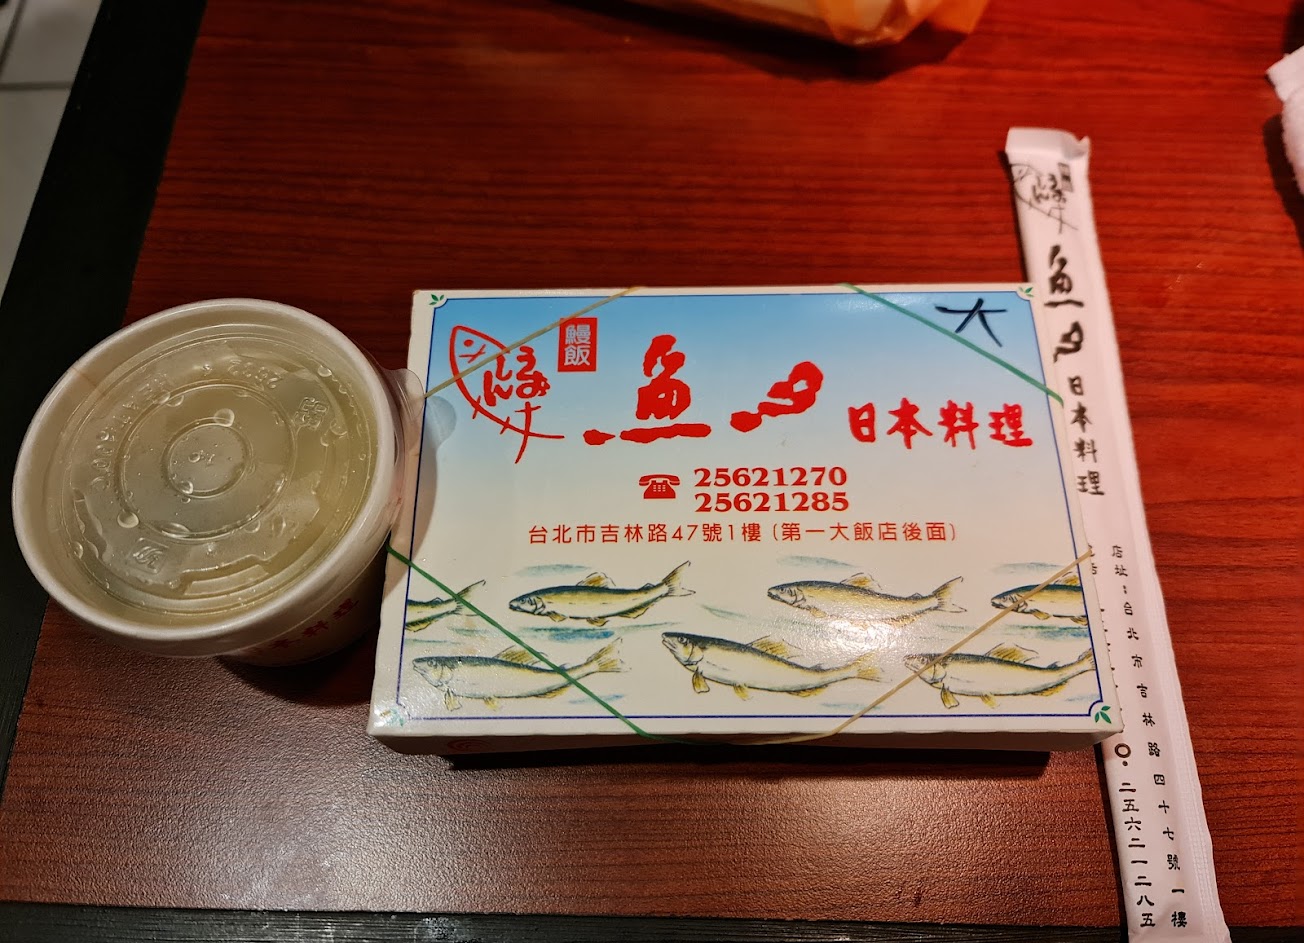 大
鰻飯
魚夕
日本料理
25621270
25621285
台北市吉林路47號1樓(第一大飯店後面)
魚夕
日本料理
店址:台北市吉林路四十七號一樓
二五六二一二八五